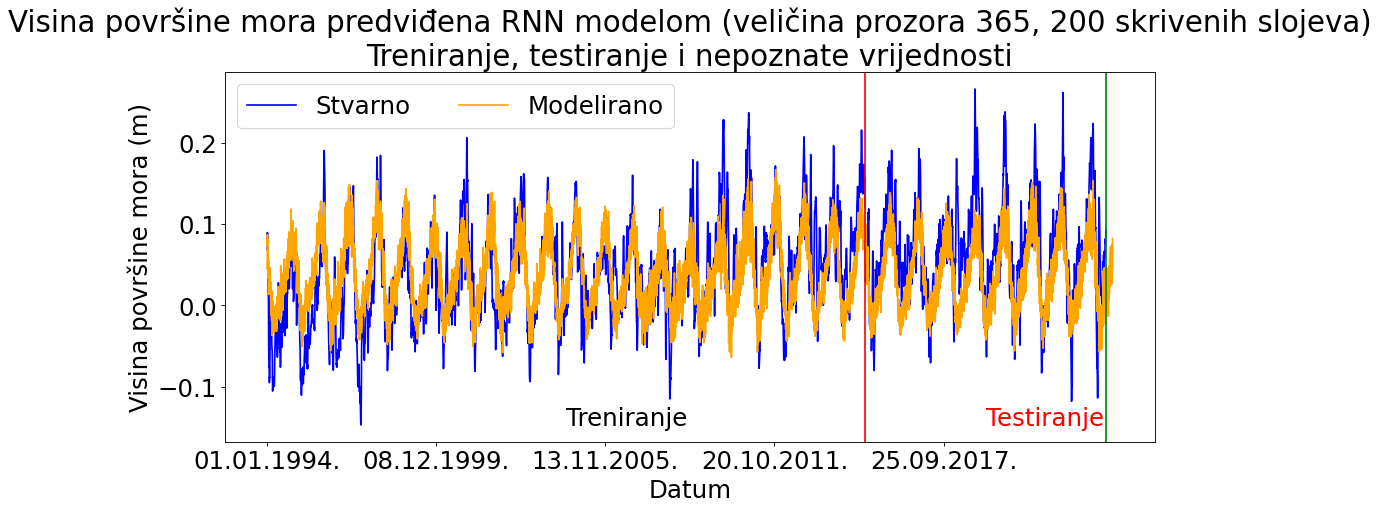 Visina površine mora predviđena RNN modelom (veličina prozora 365, 200 skrivenih slojeva)
Treniranje, testiranje i nepoznate vrijednosti
Stvarno
Modelirano
Visina površine mora (m)
0.2
0.1
0.0
−0.1
Treniranje
Testiranje
01.01.1994.
08.12.1999.
13.11.2005.
20.10.2011.
25.09.2017.
Datum